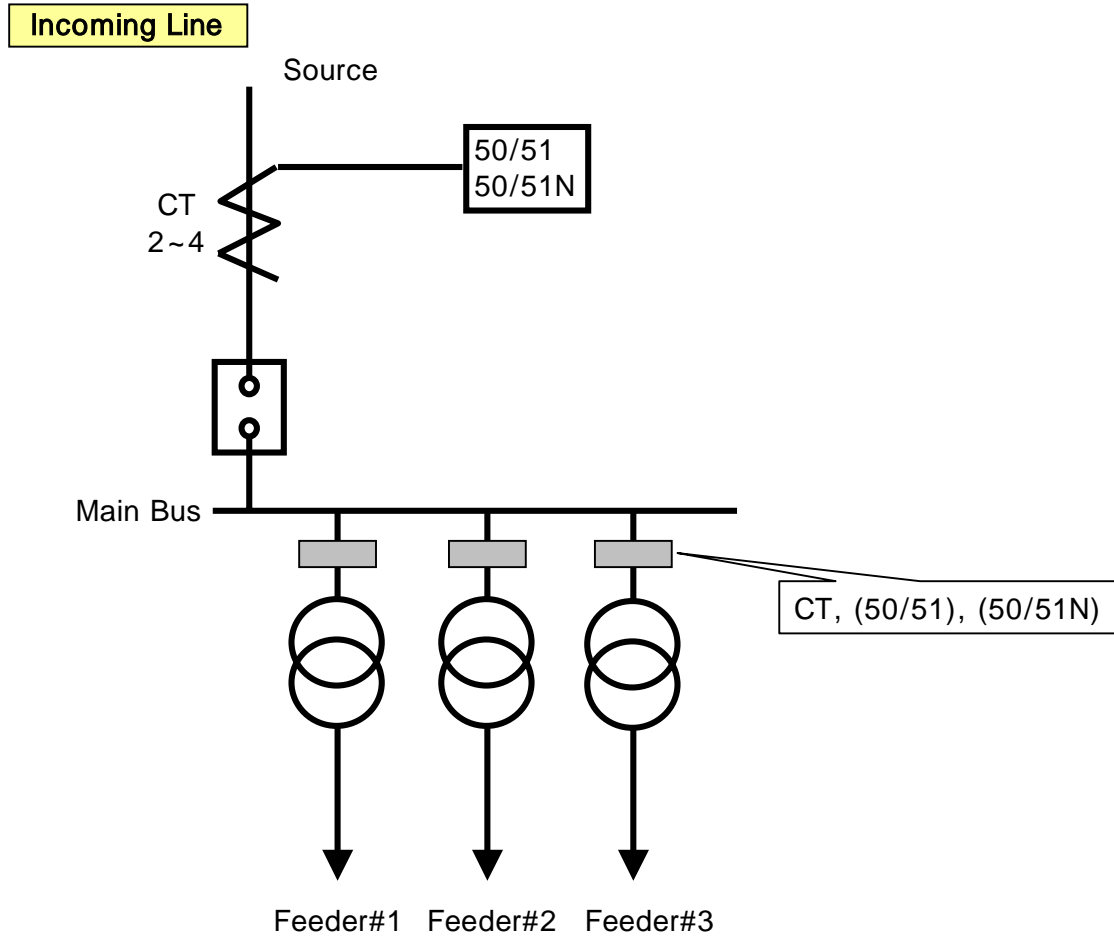 Incoming Line
Source
50/51
50/51N
CT
2~4
Main Bus
CT, (50/51), (50/51N)
Feeder#1 Feeder#2 Feeder#3